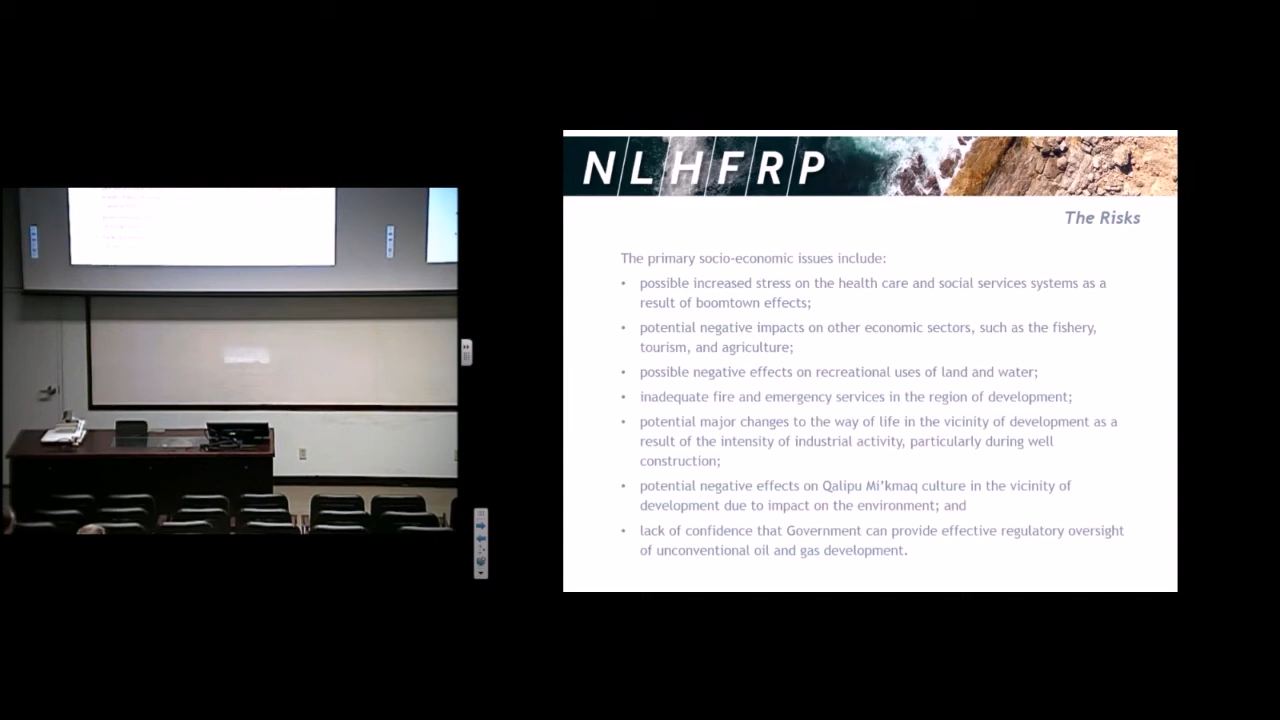 NLHFRP
The Risks
The primary socio-economic issues include:
• possible increased stress on the health care and social services systems as a
result of boomtown effects;
• potential negative impacts on other economic sectors, such as the fishery,
tourism, and agriculture;
• possible negative effects on recreational uses of land and water;
• inadequate fire and emergency services in the region of development;
• potential major changes to the way of life in the vicinity of development as a
result of the intensity of industrial activity, particularly during well
construction;
• potential negative effects on Qalipu Mi’kmaq culture in the vicinity of
development due to impact on the environment; and
• lack of confidence that Government can provide effective regulatory oversight
of unconventional oil and gas development.